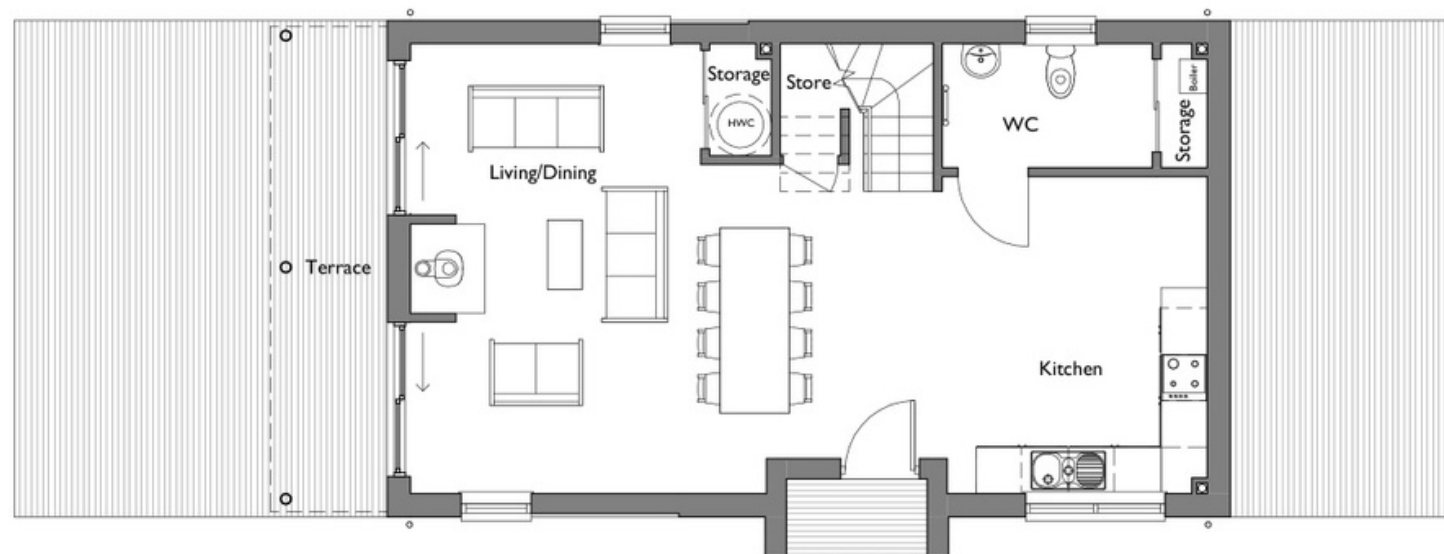 Storage
Store
Boiler
HWC
WC
Storage
Living/Dining
Terrace
Kitchen